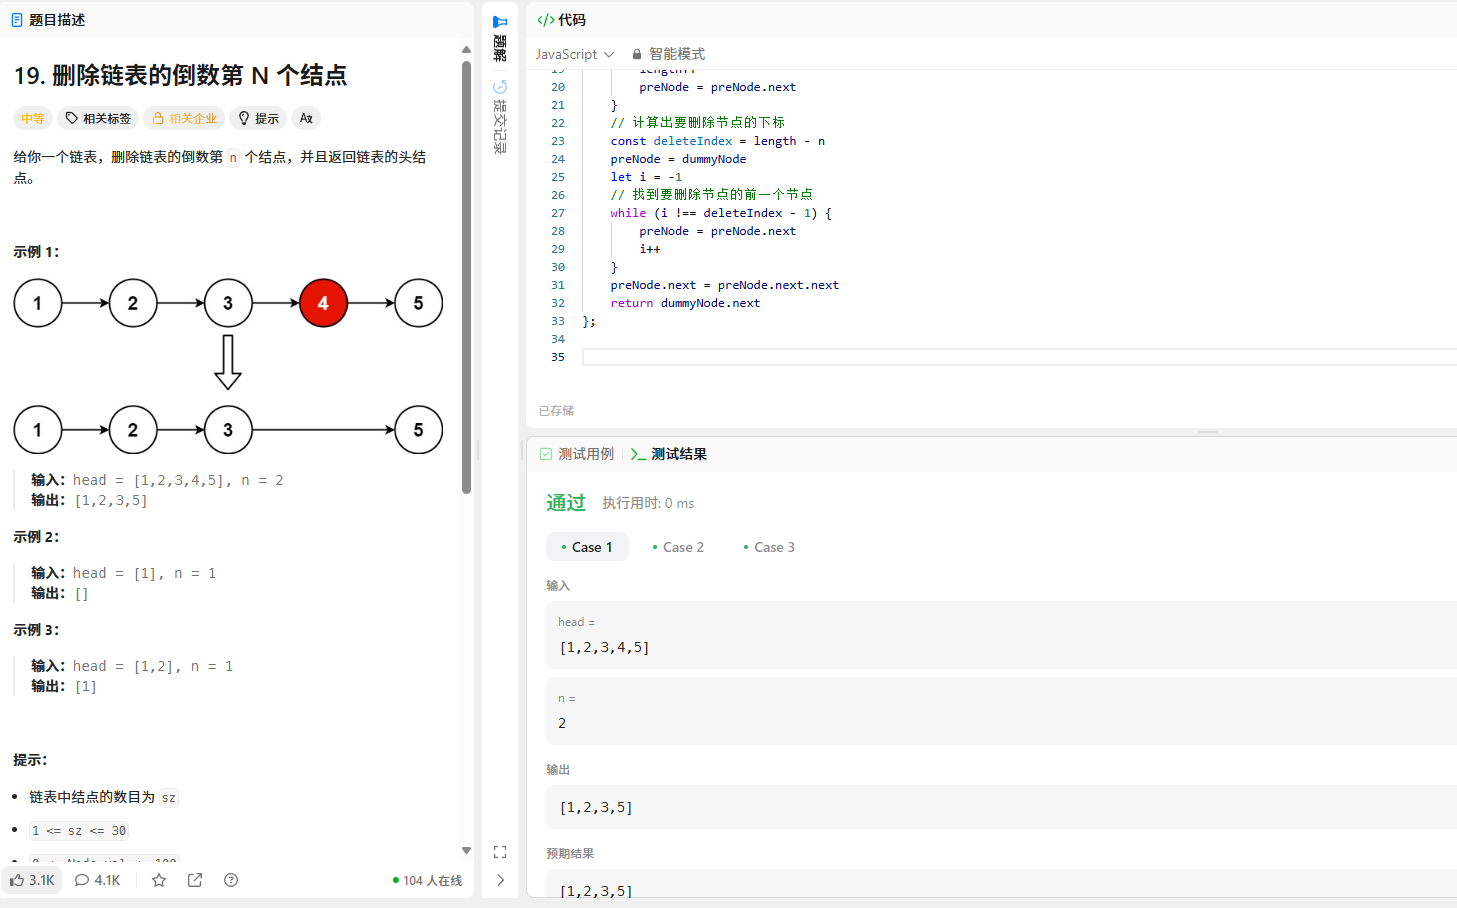 题目描述
19. 删除链表的倒数第 N 个结点
中等
相关标签
相关企业
提示
给你一个链表，删除链表的倒数第 n 个结点，并且返回链表的头结
点。
示例 1：
1 2 3 4 5
1 2 3 5
输入：head = [1,2,3,4,5], n = 2
输出：[1,2,3,5]
示例 2：
输入：head = [1], n = 1
输出：[]
示例 3：
输入：head = [1,2], n = 1
输出：[1]
提示：
链表中结点的数目为 sz
1 <= sz <= 30
3.1K
4.1K
104 人在线
题解
提交记录
</> 代码
JavaScript
智能模式
20 preNode = preNode.next
21 }
22 // 计算出要删除节点的下标
23 const deleteIndex = length - n
24 preNode = dummyNode
25 let i = -1
26 // 找到要删除节点的前一个节点
27 while (i !== deleteIndex - 1) {
28 preNode = preNode.next
29 i++
30 }
31 preNode.next = preNode.next.next
32 return dummyNode.next
33 };
34
35
已存储
测试用例
测试结果
通过
执行用时: 0 ms
Case 1
Case 2
Case 3
输入
head =
[1,2,3,4,5]
n =
2
输出
[1,2,3,5]
预期结果
[1,2,3,5]